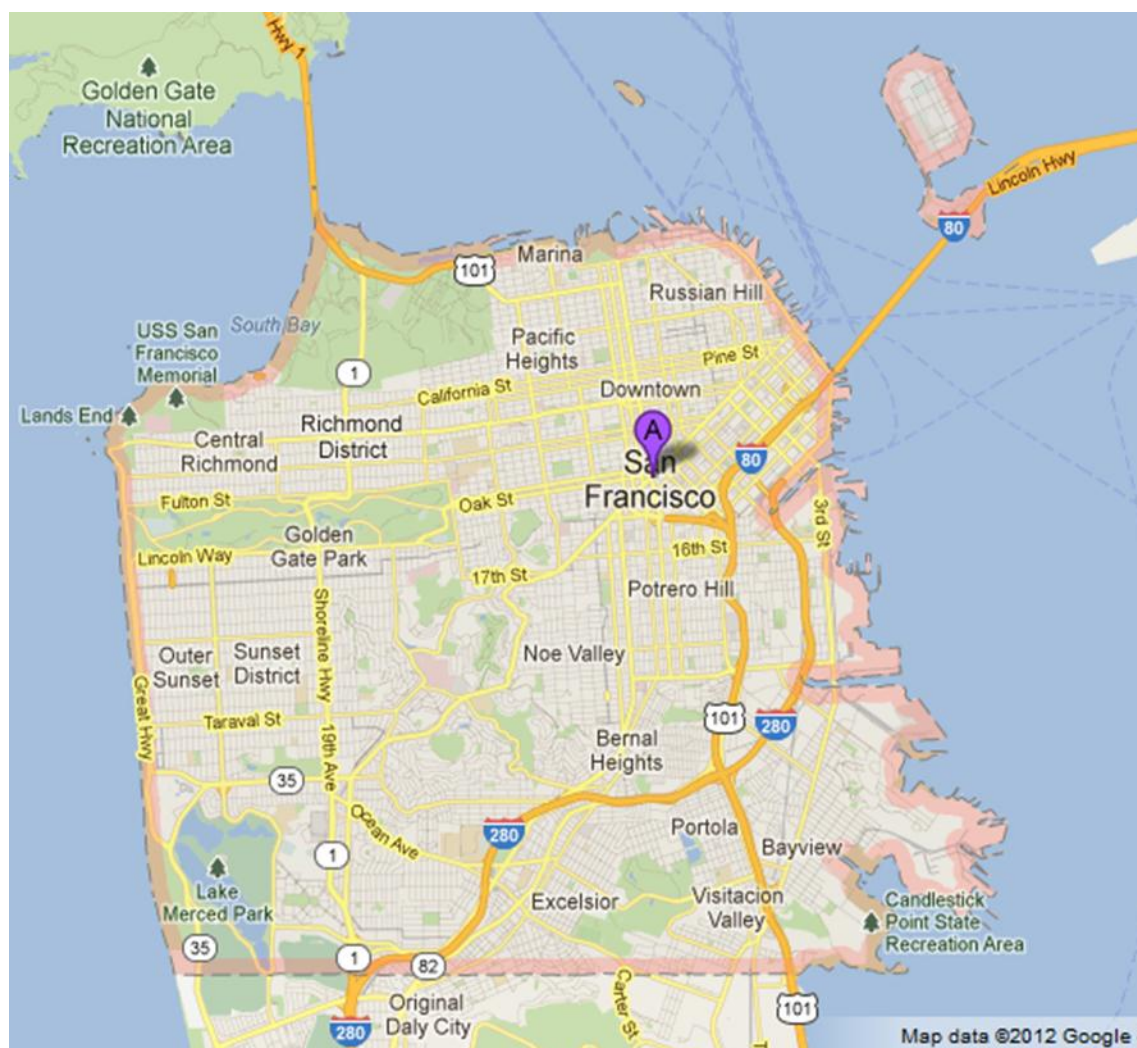 Hwy 1
Golden Gate
National
Recreation Area
Lincoln Hwy
80
101
Marina
Russian Hill
South Bay
USS San
Francisco
Memorial
Pacific
Heights
Pine St
1
California St
Downtown
Lands End
Richmond
District
Central
Richmond
A
San
Francisco
80
Fulton St
Oak St
3rd St
Golden
Gate Park
Lincoln Way
16th St
17th St
Potrero Hill
Shoreline Hwy
Outer
Sunset
Sunset
District
Noe Valley
Great Hwy
Taraval St
19th Ave
101
280
Bernal
Heights
35
Ocean Ave
280
Portola
Bayview
1
Lake
Merced Park
Excelsior
Visitacion
Valley
Candlestick
Point State
Recreation Area
35
1
82
Original
Daly City
Carter St
280
101
Map data ©2012 Google